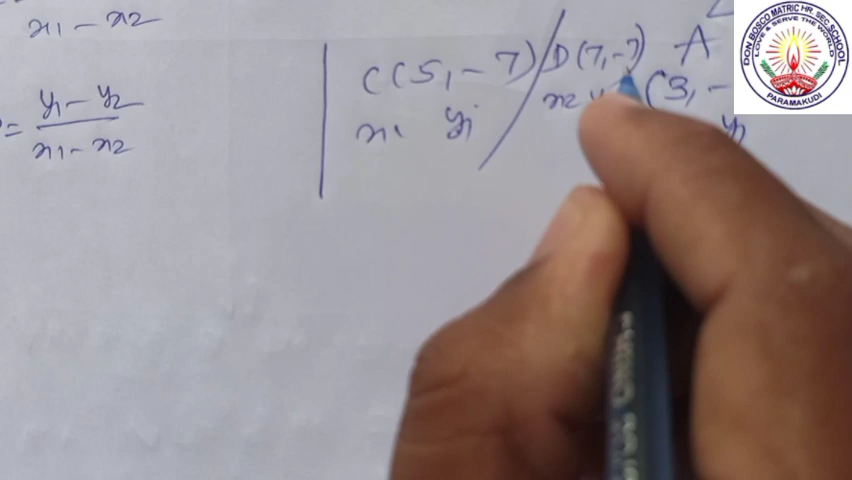 x1 - x2
= y1 - y2
x1 - x2
C(5, -7) / D(7, -7) A
(3, -
x1 y1 x2 y2
DON BOSCO MATRIC HR. SEC. SCHOOL
LOVE & SERVE THE WORLD
PARAMAKUDI